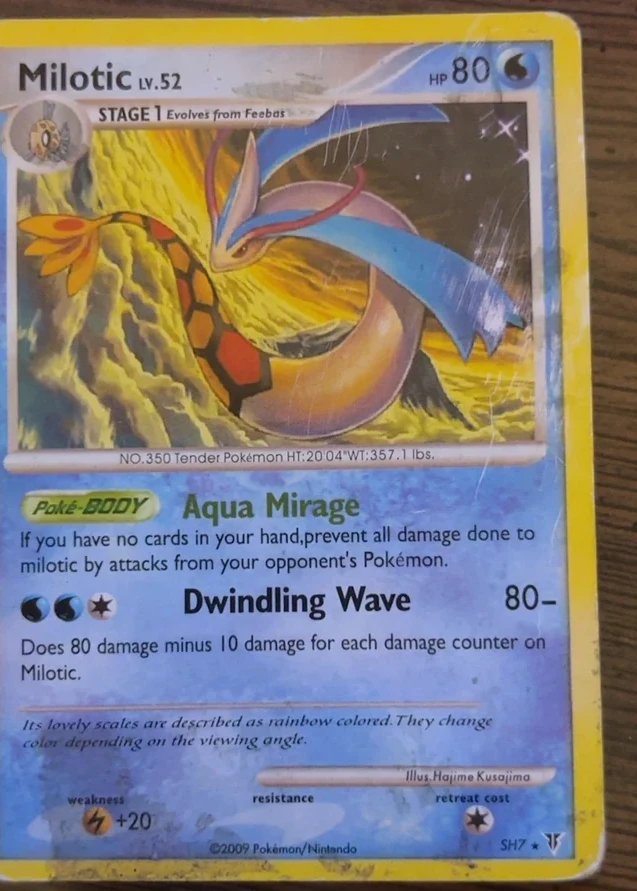 Milotic LV.52 HP 80
STAGE 1 Evolves from Feebas
NO.350 Tender Pokémon HT:20'04"WT:357.1 lbs.
Poké-BODY Aqua Mirage
If you have no cards in your hand,prevent all damage done to
milotic by attacks from your opponent's Pokémon.
Dwindling Wave 80-
Does 80 damage minus 10 damage for each damage counter on
Milotic.
Its lovely scales are described as rainbow colored.They change
color depending on the viewing angle.
Illus.Hajime Kusajima
weakness resistance retreat cost
+20
©2009 Pokémon/Nintendo SH7